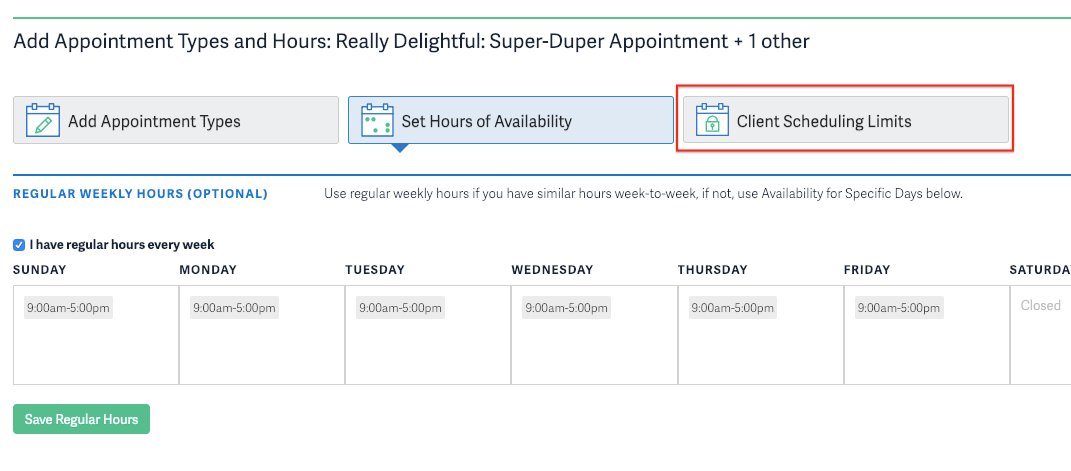 Add Appointment Types and Hours: Really Delightful: Super-Duper Appointment + 1 other
Add Appointment Types
Set Hours of Availability
Client Scheduling Limits
REGULAR WEEKLY HOURS (OPTIONAL)
Use regular weekly hours if you have similar hours week-to-week, if not, use Availability for Specific Days below.
I have regular hours every week
SUNDAY MONDAY TUESDAY WEDNESDAY THURSDAY FRIDAY SATURDA
9:00am-5:00pm 9:00am-5:00pm 9:00am-5:00pm 9:00am-5:00pm 9:00am-5:00pm 9:00am-5:00pm Closed
Save Regular Hours